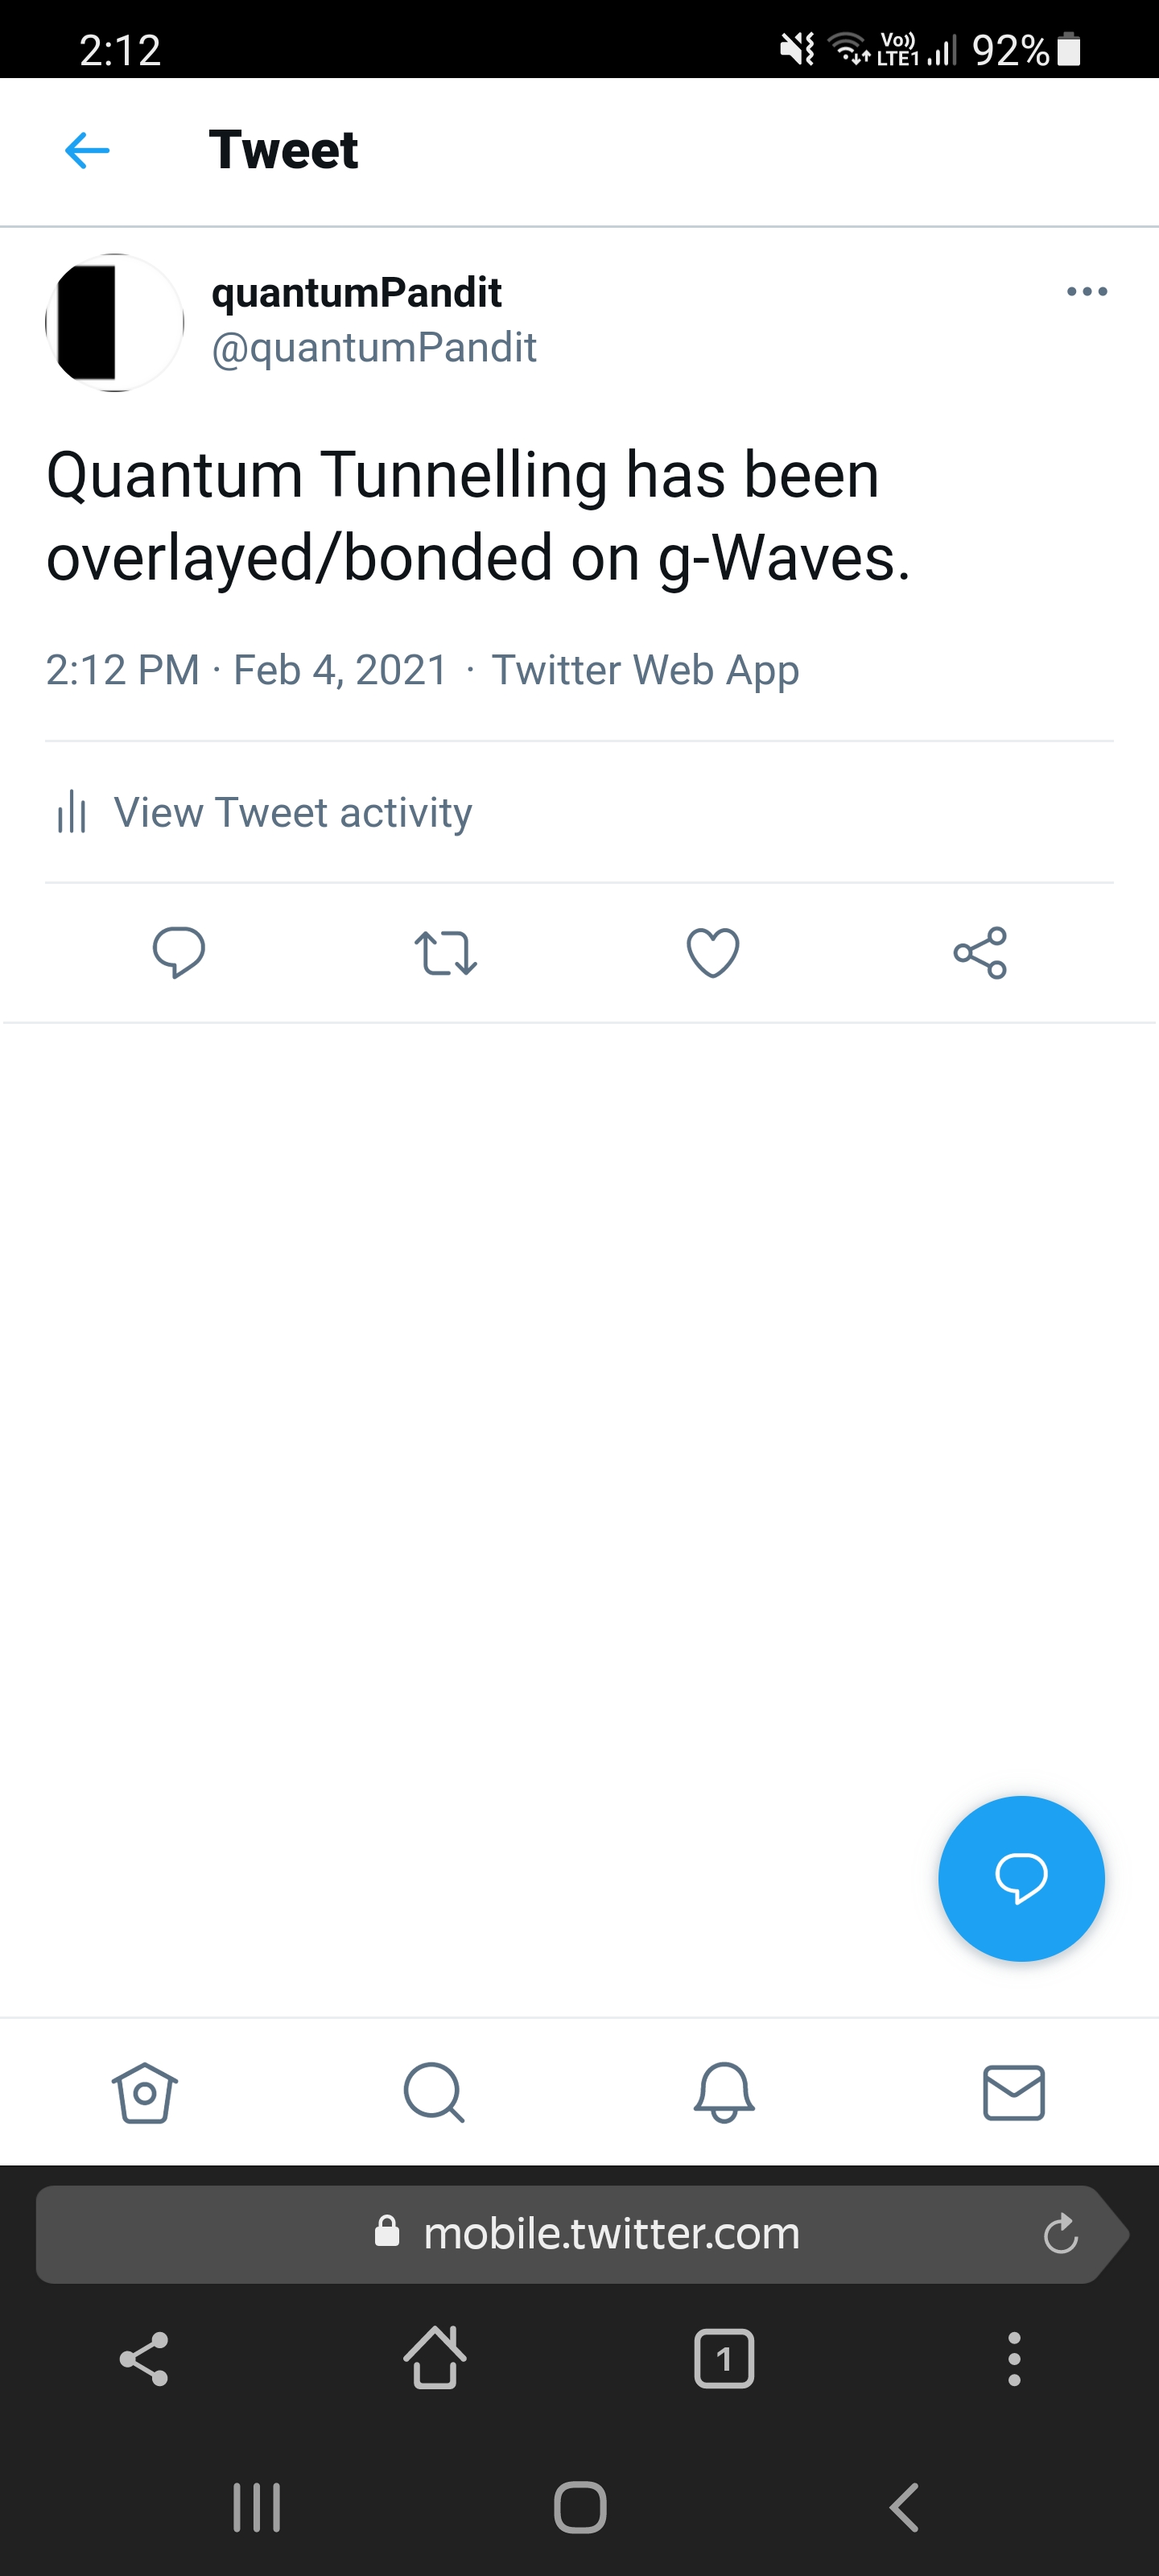 2:12
Vo)) LTE1 92%
Tweet
quantumPandit
@quantumPandit
Quantum Tunnelling has been
overlayed/bonded on g-Waves.
2:12 PM · Feb 4, 2021 · Twitter Web App
View Tweet activity
mobile.twitter.com
1